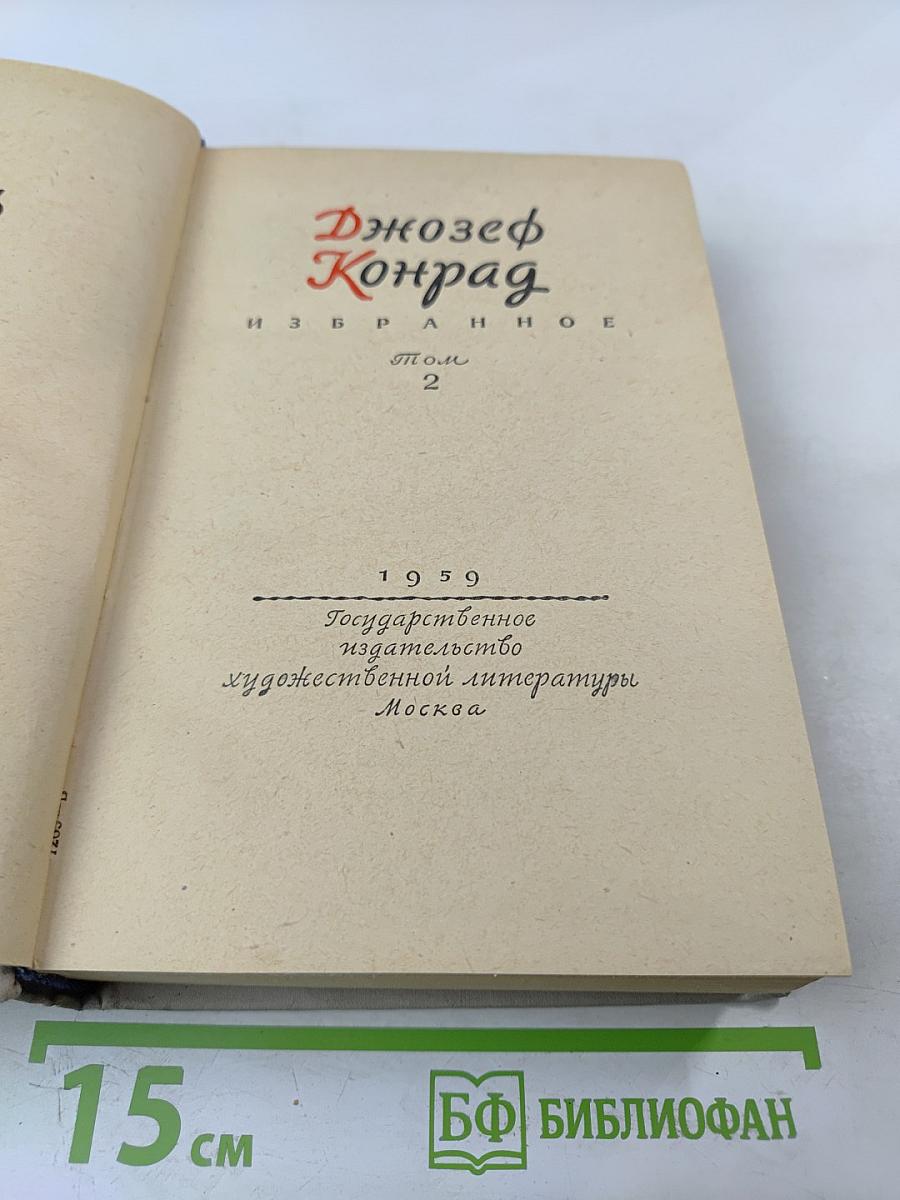 Джозеф
Конрад
ИЗБРАННОЕ
Том
2
1959
Государственное
издательство
художественной литературы
Москва
15 см
БФ БИБЛИОФАН